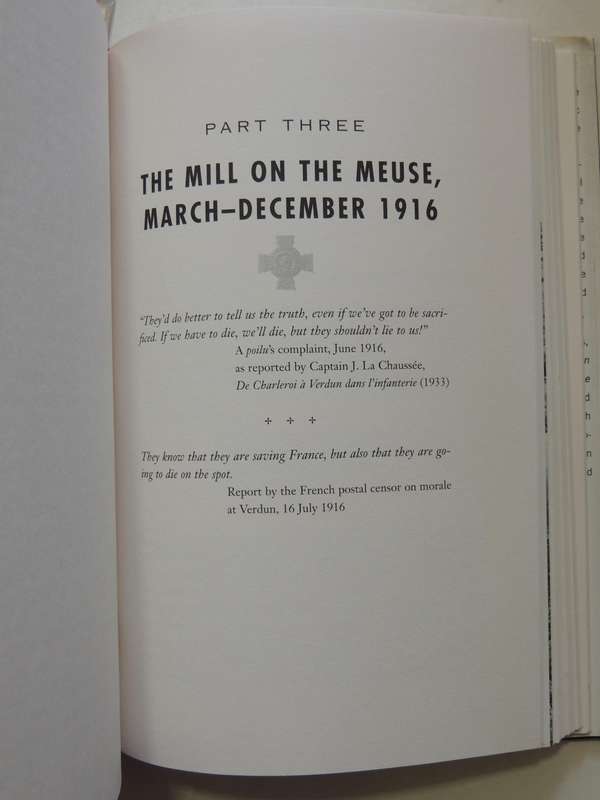 PART THREE
THE MILL ON THE MEUSE,
MARCH–DECEMBER 1916
“They’d do better to tell us the truth, even if we’ve got to be sacri-
ficed. If we have to die, we’ll die, but they shouldn’t lie to us!”
A poilu’s complaint, June 1916,
as reported by Captain J. La Chaussée,
De Charleroi à Verdun dans l’infanterie (1933)
They know that they are saving France, but also that they are go-
ing to die on the spot.
Report by the French postal censor on morale
at Verdun, 16 July 1916